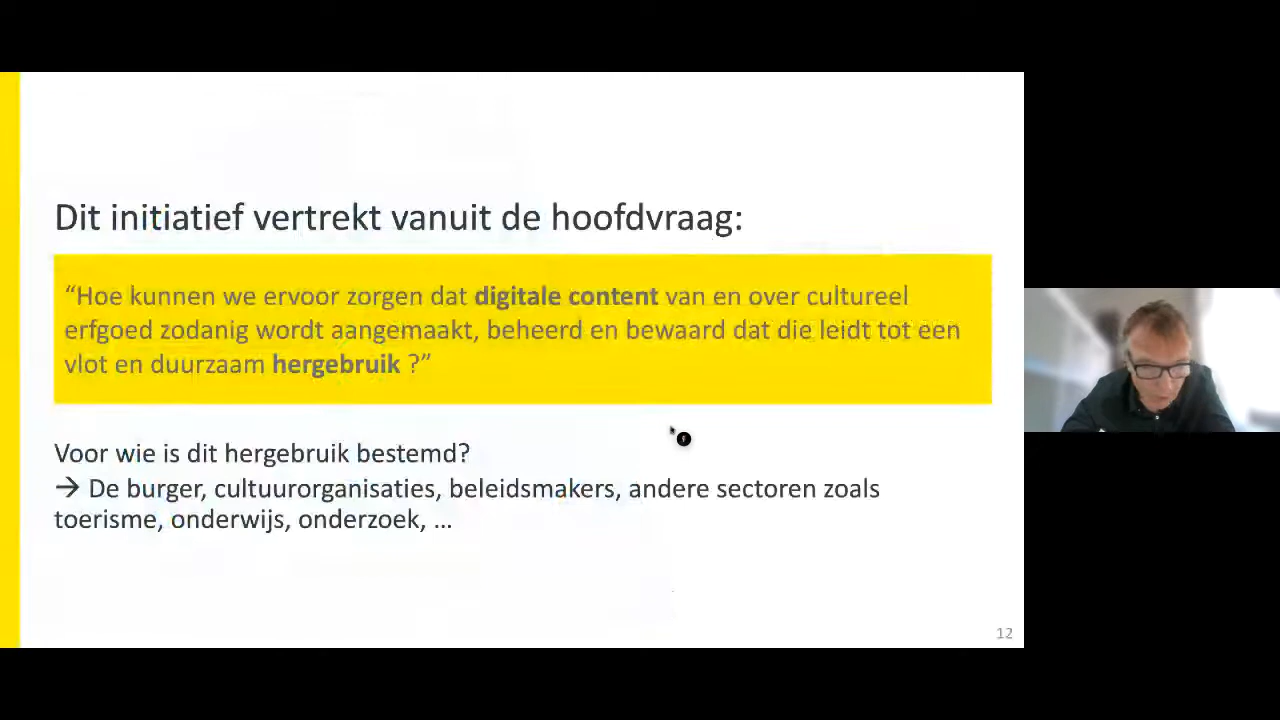 Dit initiatief vertrekt vanuit de hoofdvraag:
“Hoe kunnen we ervoor zorgen dat digitale content van en over cultureel
erfgoed zodanig wordt aangemaakt, beheerd en bewaard dat die leidt tot een
vlot en duurzaam hergebruik ?”
Voor wie is dit hergebruik bestemd?
→ De burger, cultuurorganisaties, beleidsmakers, andere sectoren zoals
toerisme, onderwijs, onderzoek, …
12